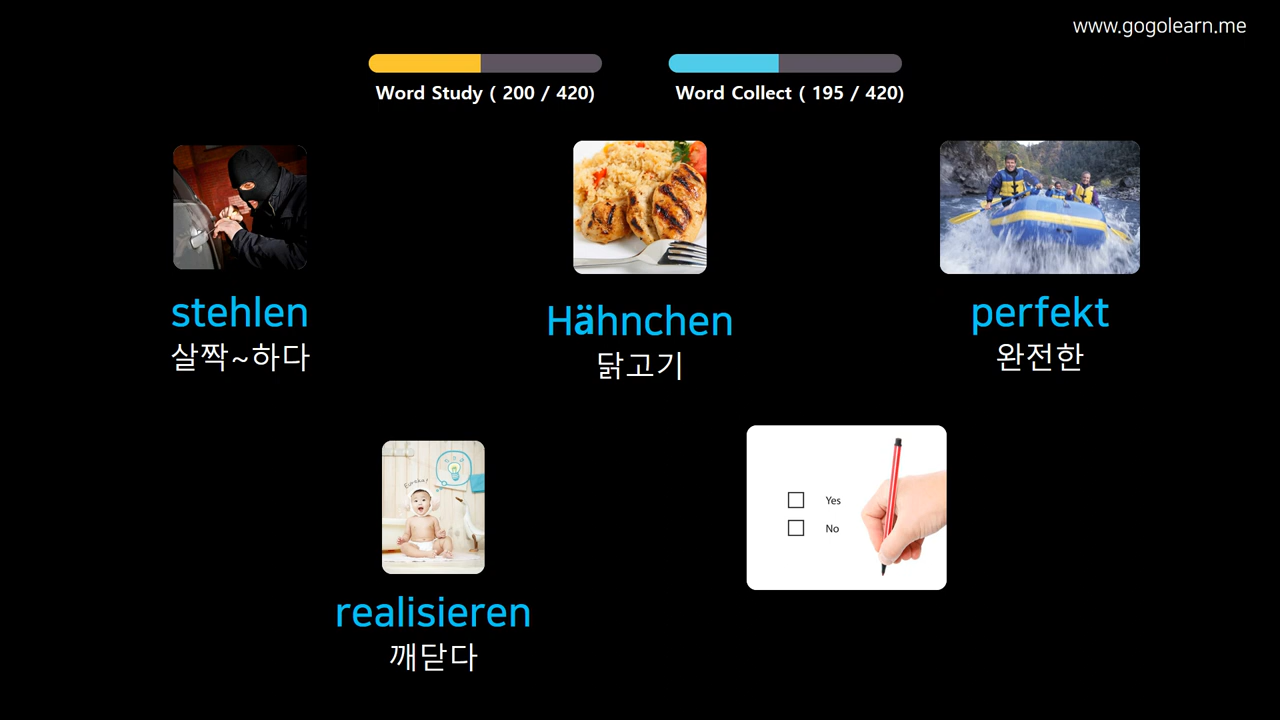 www.gogolearn.me
Word Study ( 200 / 420)
Word Collect ( 195 / 420)
stehlen
살짝~하다
Hähnchen
닭고기
perfekt
완전한
Eureka!
realisieren
깨닫다
Yes
No